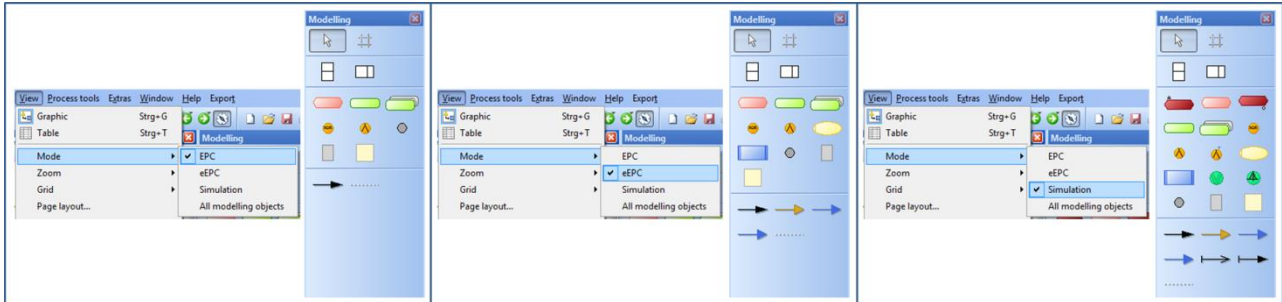 Modelling
View Process tools Extras Window Help Export
Graphic Strg+G
Table Strg+T
Modelling
Mode EPC
Zoom eEPC
Grid Simulation
Page layout... All modelling objects
Modelling
View Process tools Extras Window Help Export
Graphic Strg+G
Table Strg+T
Modelling
Mode EPC
Zoom eEPC
Grid Simulation
Page layout... All modelling objects
Modelling
View Process tools Extras Window Help Export
Graphic Strg+G
Table Strg+T
Modelling
Mode EPC
Zoom eEPC
Grid Simulation
Page layout... All modelling objects